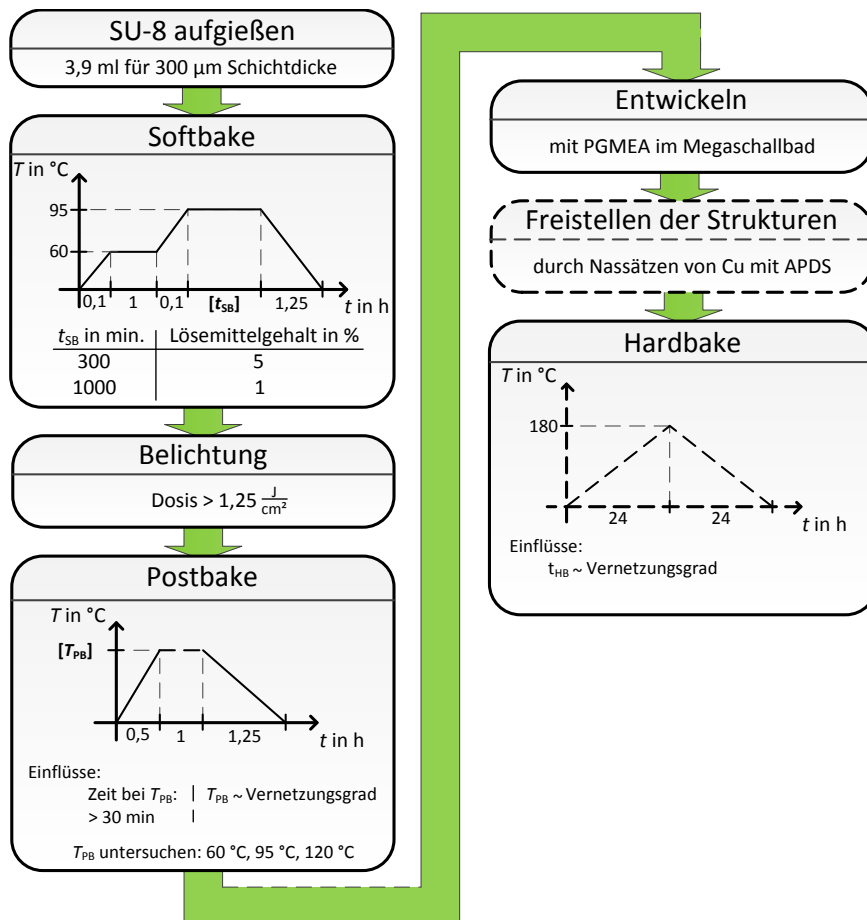 SU-8 aufgießen
3,9 ml für 300 µm Schichtdicke
Softbake
T in °C
95
60
0,1 1 0,1 [tSB] 1,25 t in h
tSB in min. Lösemittelgehalt in %
300 5
1000 1
Belichtung
Dosis > 1,25 J/cm²
Postbake
T in °C
[TPB]
0,5 1 1,25 t in h
Einflüsse:
Zeit bei TPB: | TPB ~ Vernetzungsgrad
> 30 min |
TPB untersuchen: 60 °C, 95 °C, 120 °C
Entwickeln
mit PGMEA im Megaschallbad
Freistellen der Strukturen
durch Nassätzen von Cu mit APDS
Hardbake
T in °C
180
24 24 t in h
Einflüsse:
tHB ~ Vernetzungsgrad